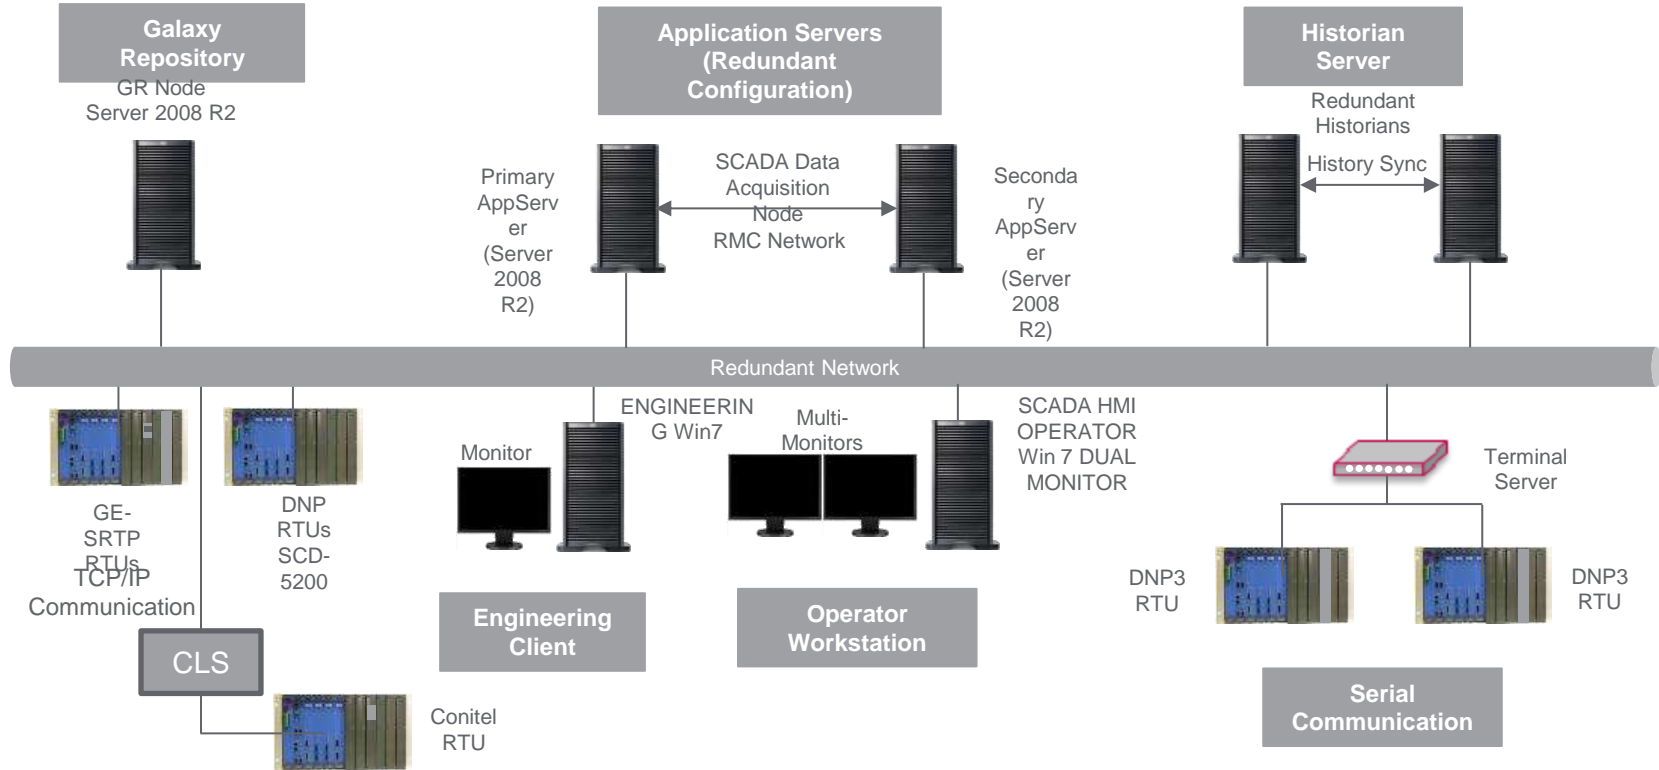 Galaxy
Repository
GR Node
Server 2008 R2
Application Servers
(Redundant
Configuration)
Historian
Server
Redundant
Historians
History Sync
Primary
AppServ
er
(Server
2008
R2)
SCADA Data
Acquisition
Node
RMC Network
Seconda
ry
AppServ
er
(Server
2008
R2)
Redundant Network
GE-
SRTP
RTUs
DNP
RTUs
SCD-
5200
TCP/IP
Communication
CLS
Conitel
RTU
Monitor
ENGINEERIN
G Win7
Engineering
Client
Multi-
Monitors
SCADA HMI
OPERATOR
Win 7 DUAL
MONITOR
Operator
Workstation
Terminal
Server
DNP3
RTU
DNP3
RTU
Serial
Communication